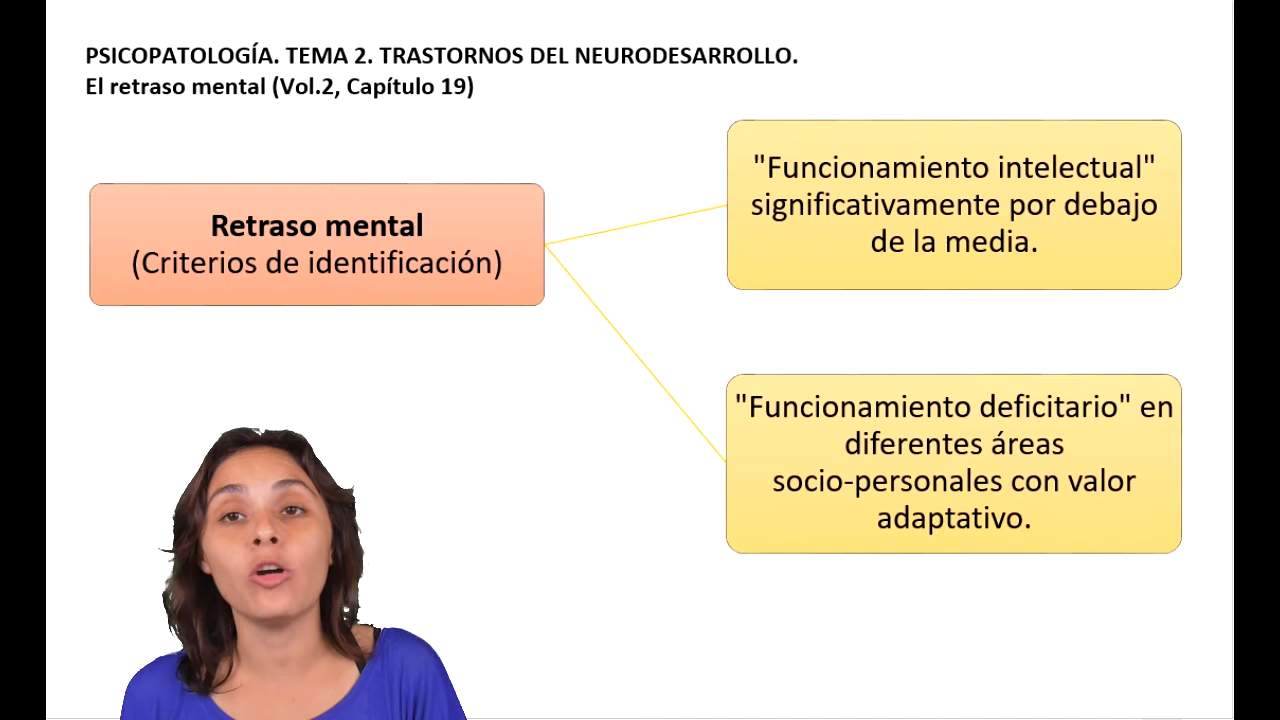 PSICOPATOLOGÍA. TEMA 2. TRASTORNOS DEL NEURODESARROLLO.
El retraso mental (Vol.2, Capítulo 19)
Retraso mental
(Criterios de identificación)
"Funcionamiento intelectual"
significativamente por debajo
de la media.
"Funcionamiento deficitario" en
diferentes áreas
socio-personales con valor
adaptativo.